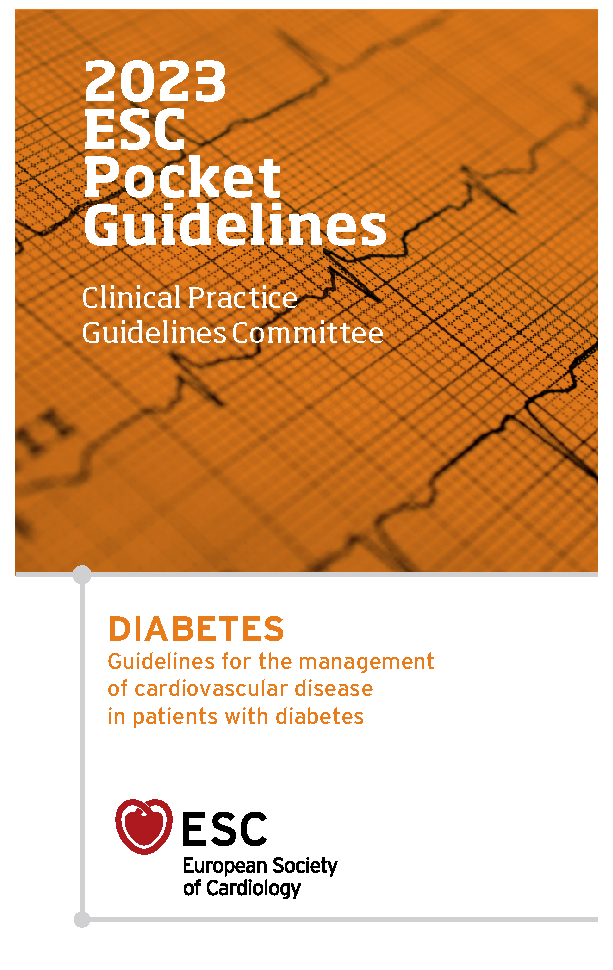 2023
ESC
Pocket
Guidelines
Clinical Practice
Guidelines Committee
DIABETES
Guidelines for the management
of cardiovascular disease
in patients with diabetes
ESC
European Society
of Cardiology